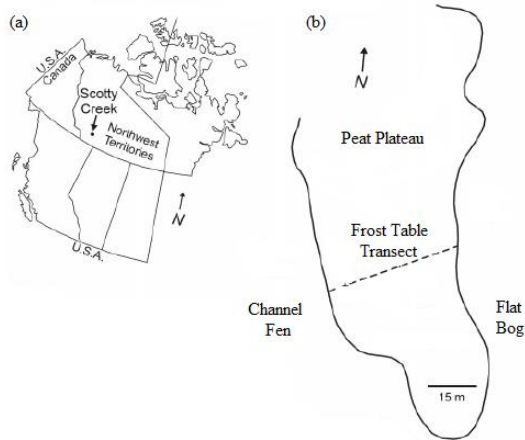 (a)
U.S.A.
Canada
Scotty
Creek
Northwest
Territories
N
U.S.A.
(b)
N
Peat Plateau
Frost Table
Transect
Channel
Fen
Flat
Bog
15 m